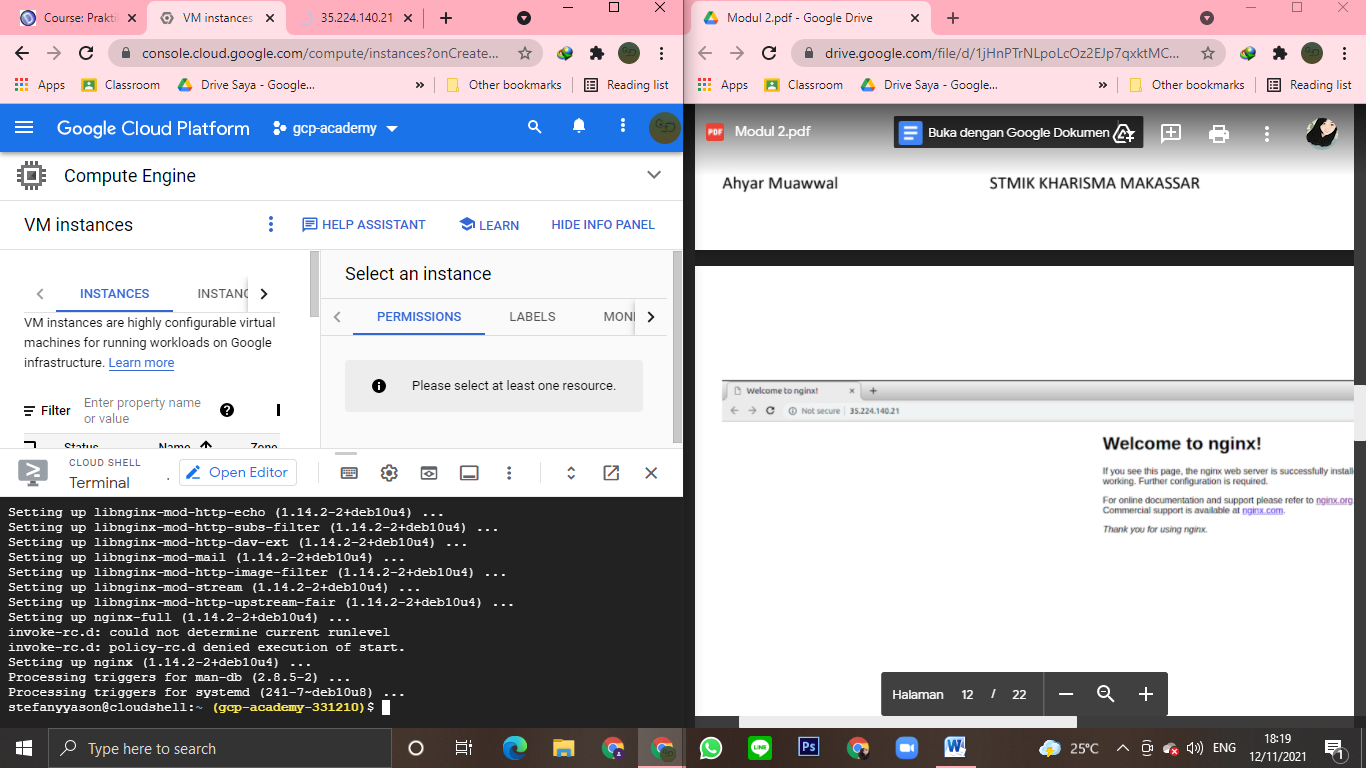 Course: Prakti
VM instances
35.224.140.21
console.cloud.google.com/compute/instances?onCreate...
Apps
Classroom
Drive Saya - Google...
»
Other bookmarks
Reading list
Google Cloud Platform
gcp-academy
Compute Engine
VM instances
HELP ASSISTANT
LEARN
HIDE INFO PANEL
INSTANCES
INSTANC
VM instances are highly configurable virtual
machines for running workloads on Google
infrastructure. Learn more
Filter
Enter property name
or value
Status
Name
Zone
Select an instance
PERMISSIONS
LABELS
MONI
Please select at least one resource.
CLOUD SHELL
Terminal
Open Editor
Setting up libnginx-mod-http-echo (1.14.2-2+deb10u4) ...
Setting up libnginx-mod-http-subs-filter (1.14.2-2+deb10u4) ...
Setting up libnginx-mod-http-dav-ext (1.14.2-2+deb10u4) ...
Setting up libnginx-mod-mail (1.14.2-2+deb10u4) ...
Setting up libnginx-mod-http-image-filter (1.14.2-2+deb10u4) ...
Setting up libnginx-mod-stream (1.14.2-2+deb10u4) ...
Setting up libnginx-mod-http-upstream-fair (1.14.2-2+deb10u4) ...
Setting up nginx-full (1.14.2-2+deb10u4) ...
invoke-rc.d: could not determine current runlevel
invoke-rc.d: policy-rc.d denied execution of start.
Setting up nginx (1.14.2-2+deb10u4) ...
Processing triggers for man-db (2.8.5-2) ...
Processing triggers for systemd (241-7~deb10u8) ...
stefanyyason@cloudshell:~ (gcp-academy-331210)$
Modul 2.pdf - Google Drive
drive.google.com/file/d/1jHnPTrNLpoLcOz2EJp7qxktMC...
Apps
Classroom
Drive Saya - Google...
»
Other bookmarks
Reading list
PDF
Modul 2.pdf
Buka dengan Google Dokumen
Ahyar Muawwal
STMIK KHARISMA MAKASSAR
Welcome to nginx!
Not secure
35.224.140.21
Welcome to nginx!
If you see this page, the nginx web server is successfully install
working. Further configuration is required.
For online documentation and support please refer to nginx.org.
Commercial support is available at nginx.com.
Thank you for using nginx.
Halaman 12 / 22
Type here to search
LINE
Ps
W
25°C
ENG
18:19
12/11/2021
1